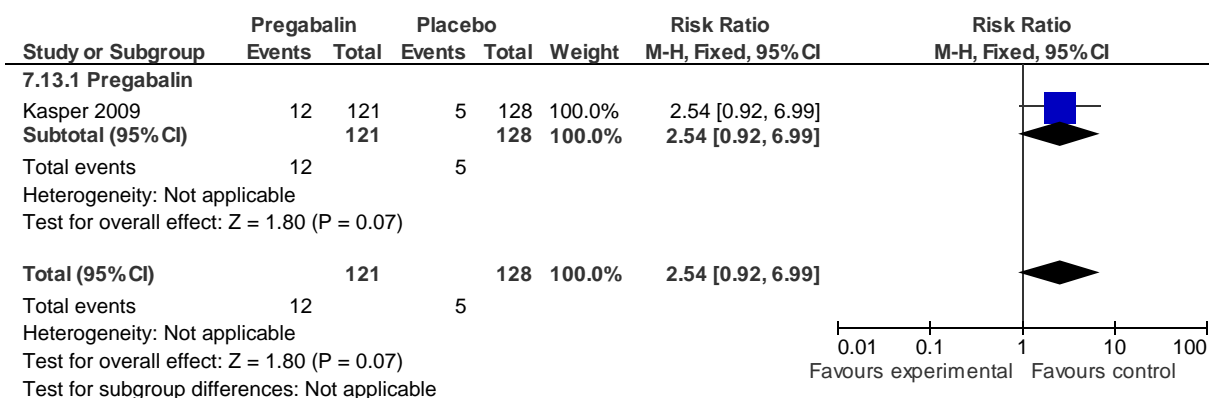 Pregabalin Placebo Risk Ratio Risk Ratio
Study or Subgroup Events Total Events Total Weight M-H, Fixed, 95% CI M-H, Fixed, 95% CI
7.13.1 Pregabalin
Kasper 2009 12 121 5 128 100.0% 2.54 [0.92, 6.99]
Subtotal (95% CI) 121 128 100.0% 2.54 [0.92, 6.99]
Total events 12 5
Heterogeneity: Not applicable
Test for overall effect: Z = 1.80 (P = 0.07)
Total (95% CI) 121 128 100.0% 2.54 [0.92, 6.99]
Total events 12 5
Heterogeneity: Not applicable
Test for overall effect: Z = 1.80 (P = 0.07)
Test for subgroup differences: Not applicable
0.01 0.1 1 10 100
Favours experimental Favours control